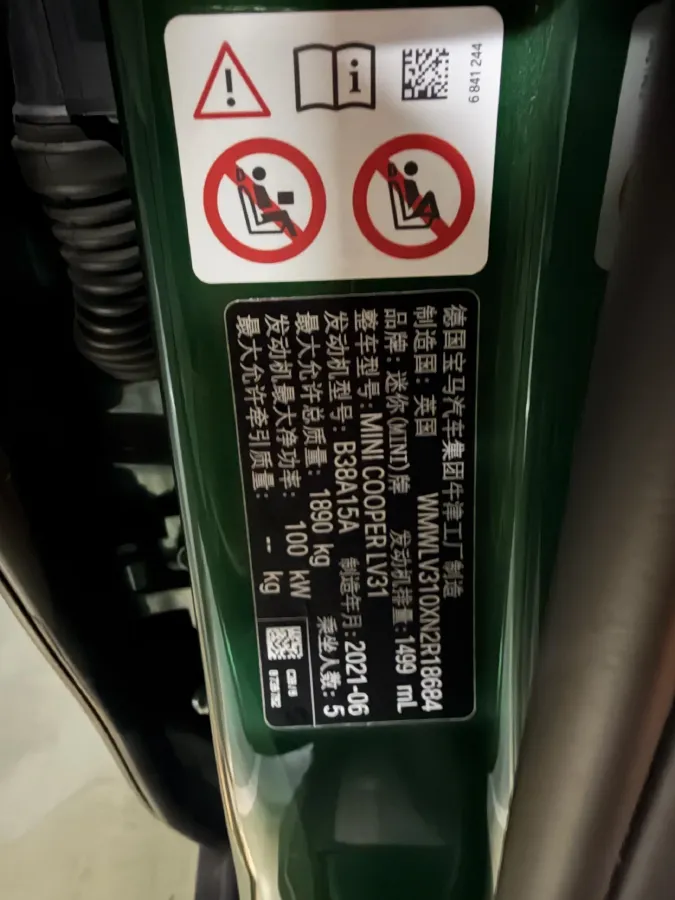 6 841 244
德国宝马汽车集团牛津工厂制造
制造国：英国 WMWLV310XN2R18684
品牌：迷你(MINI)牌 发动机排量：1499 mL
整车型号：MINI COOPER LV31
发动机型号：B38A15A 制造年月：2021-06
最大允许总质量：1890 kg 乘坐人数：5
发动机最大净功率：100 kW
最大允许牵引质量：-- kg